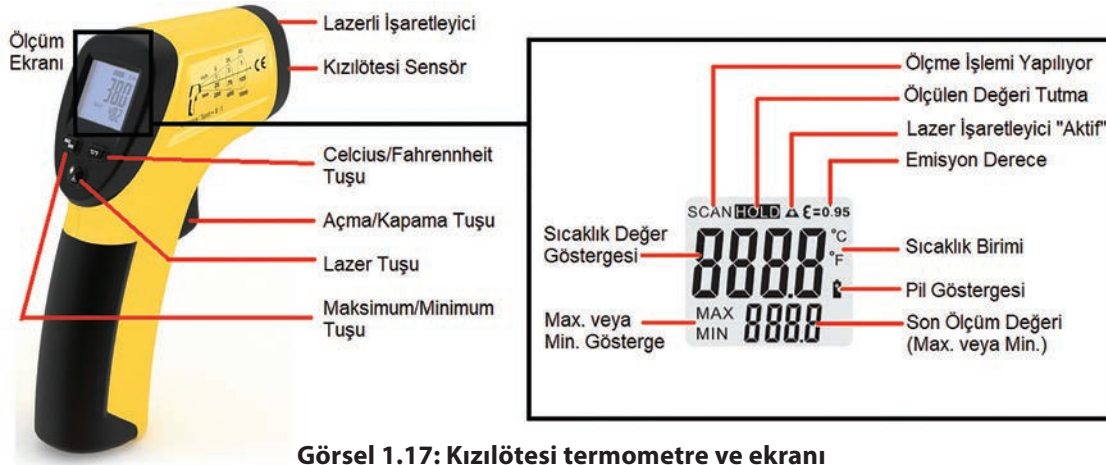 Ölçüm
Ekranı
Lazerli İşaretleyici
Kızılötesi Sensör
Celcius/Fahrennheit
Tuşu
Açma/Kapama Tuşu
Lazer Tuşu
Maksimum/Minimum
Tuşu
Ölçme İşlemi Yapılıyor
Ölçülen Değeri Tutma
Lazer İşaretleyici "Aktif"
Emisyon Derece
SCAN HOLD ε=0.95
Sıcaklık Değer
Göstergesi
888.8
°C
°F
Sıcaklık Birimi
Pil Göstergesi
Max. veya
Min. Gösterge
MAX
MIN
888.8
Son Ölçüm Değeri
(Max. veya Min.)
CE
Görsel 1.17: Kızılötesi termometre ve ekranı